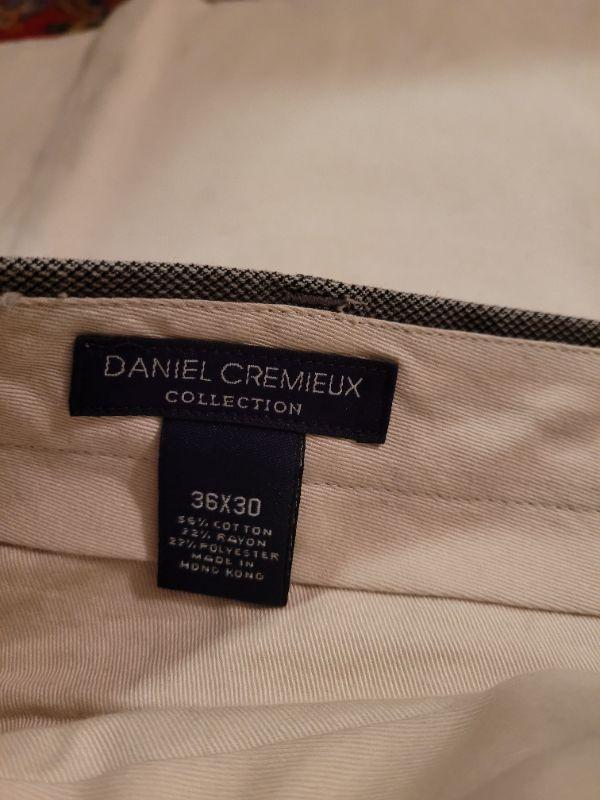 DANIEL CREMIEUX
COLLECTION
36X30
56% COTTON
22% RAYON
22% POLYESTER
MADE IN
HONG KONG